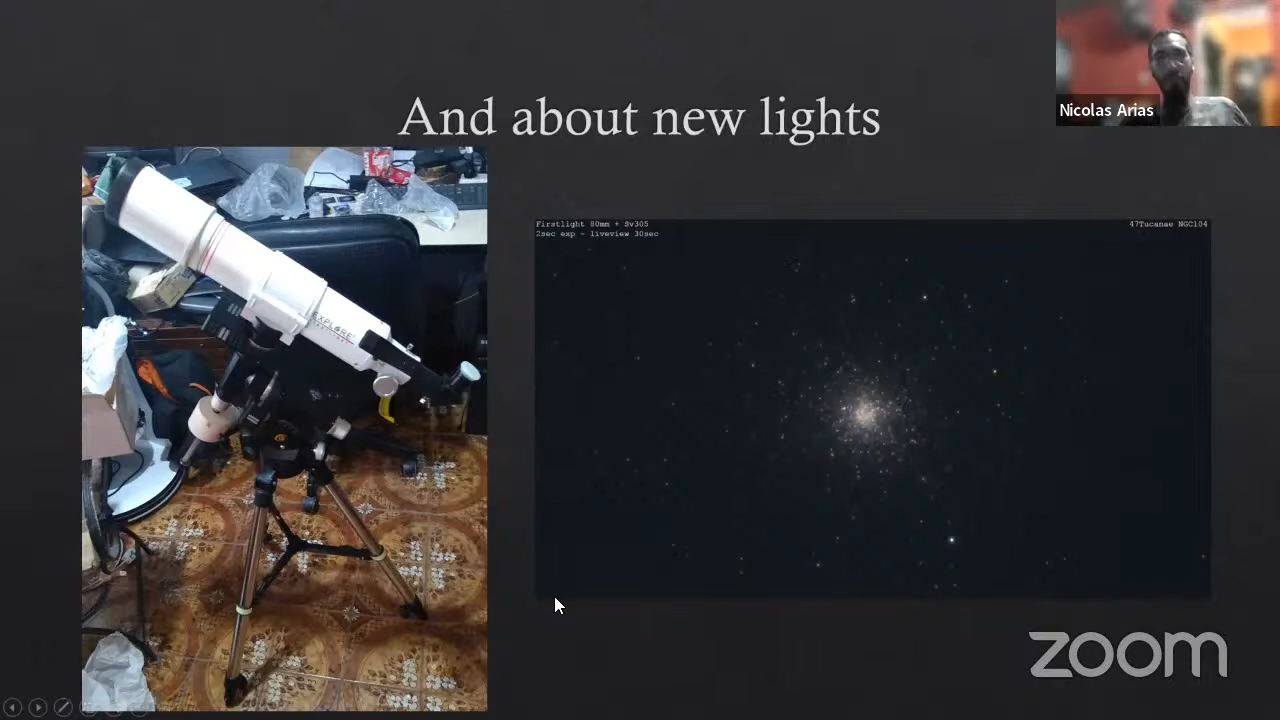 Nicolas Arias
And about new lights
Firstlight 80mm + Sv305
47Tucanae NGC104
2sec exp - liveview 30sec
EXPLORE
zoom